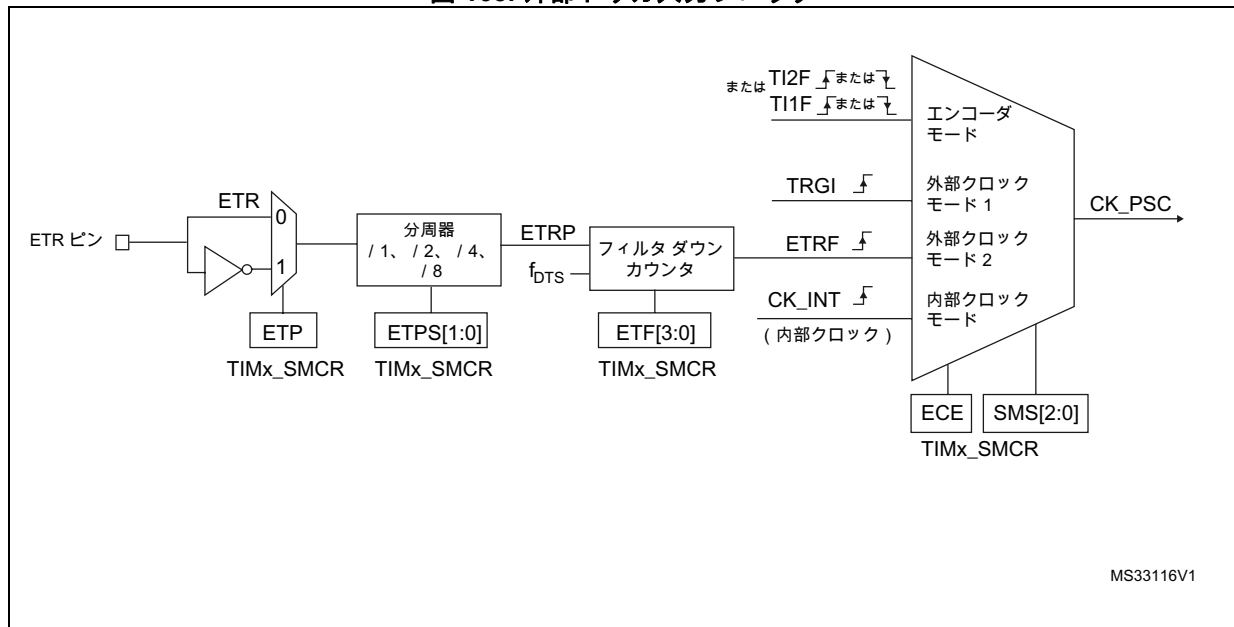 または TI2F または
TI1F または
エンコーダ
モード
ETR
0
1
ETR ピン
分周器
/ 1、 / 2、 / 4、
/ 8
ETRP
fDTS
フィルタ ダウン
カウンタ
TRGI
外部クロック
モード 1
ETRF
外部クロック
モード 2
CK_INT
(内部クロック)
内部クロック
モード
CK_PSC
ETP
TIMx_SMCR
ETPS[1:0]
TIMx_SMCR
ETF[3:0]
TIMx_SMCR
ECE
SMS[2:0]
TIMx_SMCR
MS33116V1